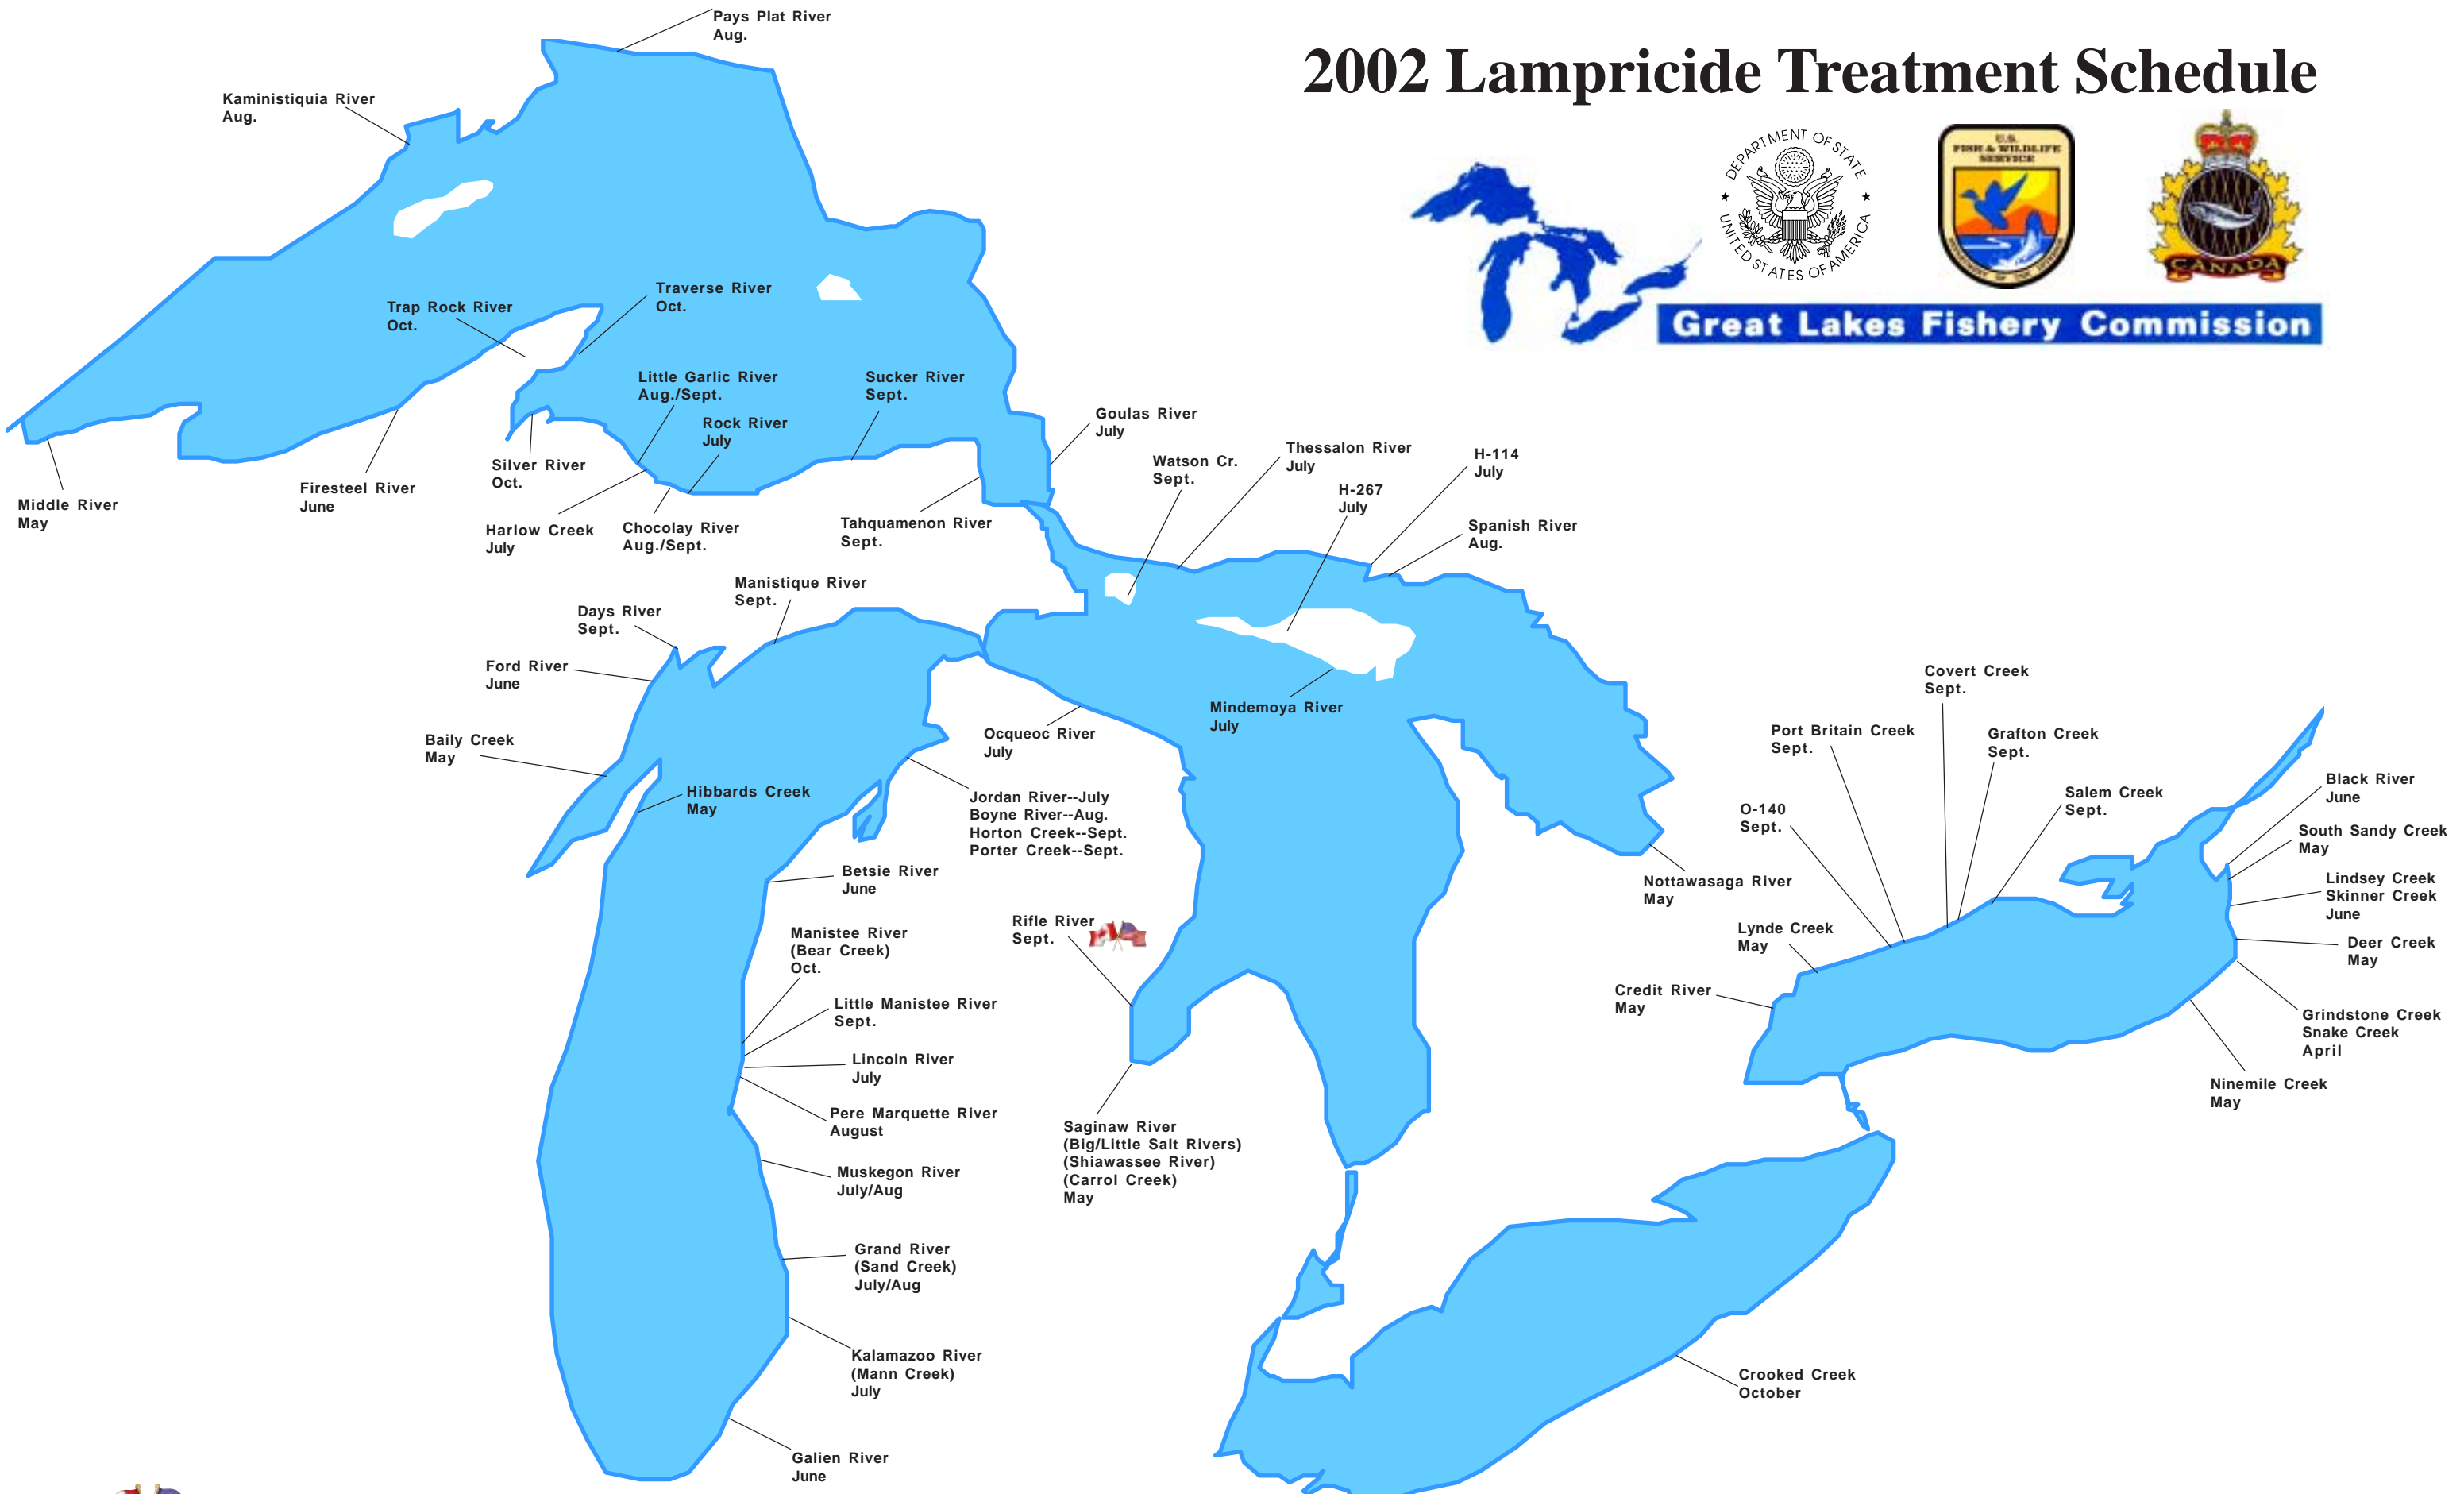 Pays Plat River
Aug.
2002 Lampricide Treatment Schedule
Kaministiquia River
Aug.
DEPARTMENT OF STATE
UNITED STATES OF AMERICA
U.S.
FISH & WILDLIFE
SERVICE
DEPARTMENT OF THE INTERIOR
CANADA
Great Lakes Fishery Commission
Traverse River
Oct.
Trap Rock River
Oct.
Little Garlic River
Aug./Sept.
Sucker River
Sept.
Rock River
July
Goulas River
July
Silver River
Oct.
Firesteel River
June
Middle River
May
Harlow Creek
July
Chocolay River
Aug./Sept.
Tahquamenon River
Sept.
Watson Cr.
Sept.
Thessalon River
July
H-267
July
H-114
July
Spanish River
Aug.
Manistique River
Sept.
Days River
Sept.
Ford River
June
Baily Creek
May
Hibbards Creek
May
Ocqueoc River
July
Mindemoya River
July
Jordan River--July
Boyne River--Aug.
Horton Creek--Sept.
Porter Creek--Sept.
Betsie River
June
Manistee River
(Bear Creek)
Oct.
Little Manistee River
Sept.
Lincoln River
July
Pere Marquette River
August
Muskegon River
July/Aug
Grand River
(Sand Creek)
July/Aug
Kalamazoo River
(Mann Creek)
July
Galien River
June
Rifle River
Sept.
Saginaw River
(Big/Little Salt Rivers)
(Shiawassee River)
(Carrol Creek)
May
Nottawasaga River
May
Covert Creek
Sept.
Port Britain Creek
Sept.
Grafton Creek
Sept.
O-140
Sept.
Salem Creek
Sept.
Lynde Creek
May
Credit River
May
Black River
June
South Sandy Creek
May
Lindsey Creek
Skinner Creek
June
Deer Creek
May
Grindstone Creek
Snake Creek
April
Ninemile Creek
May
Crooked Creek
October